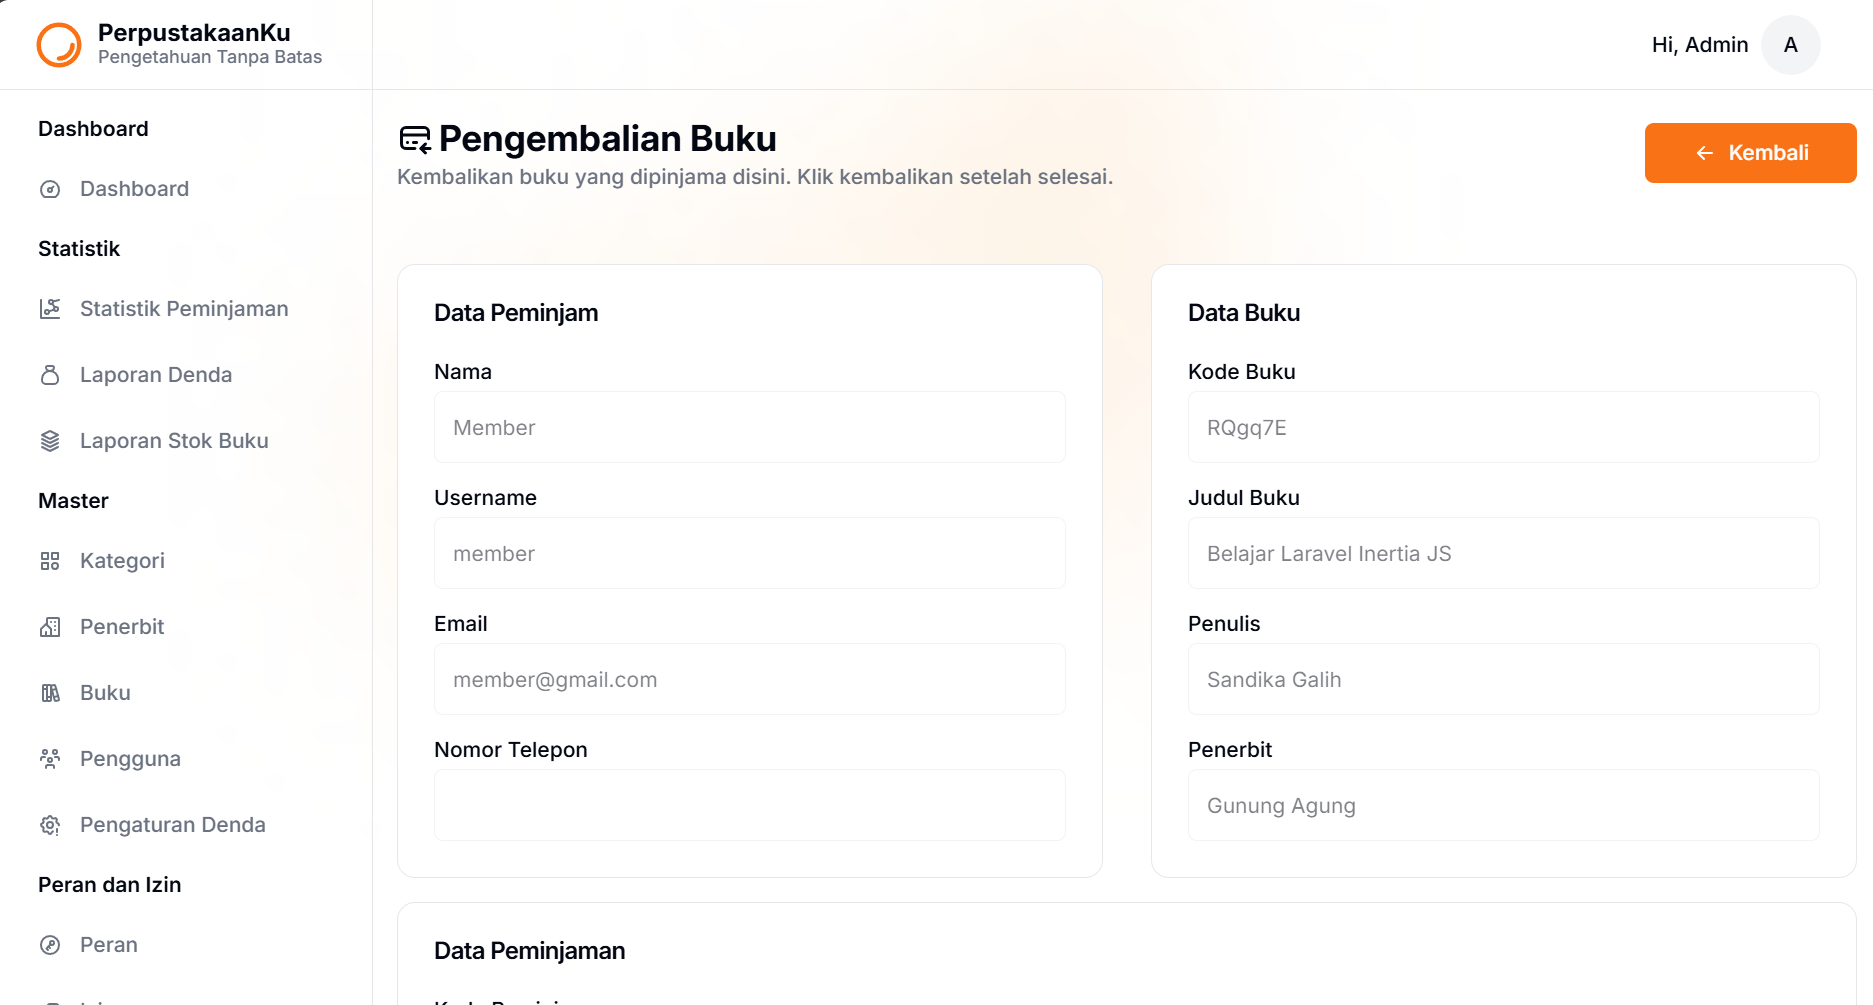 PerpustakaanKu
Pengetahuan Tanpa Batas
Hi, Admin
A
Dashboard
Dashboard
Statistik
Statistik Peminjaman
Laporan Denda
Laporan Stok Buku
Master
Kategori
Penerbit
Buku
Pengguna
Pengaturan Denda
Peran dan Izin
Peran
Pengembalian Buku
Kembalikan buku yang dipinjama disini. Klik kembalikan setelah selesai.
Kembali
Data Peminjam
Nama
Member
Username
member
Email
member@gmail.com
Nomor Telepon
Data Buku
Kode Buku
RQgq7E
Judul Buku
Belajar Laravel Inertia JS
Penulis
Sandika Galih
Penerbit
Gunung Agung
Data Peminjaman